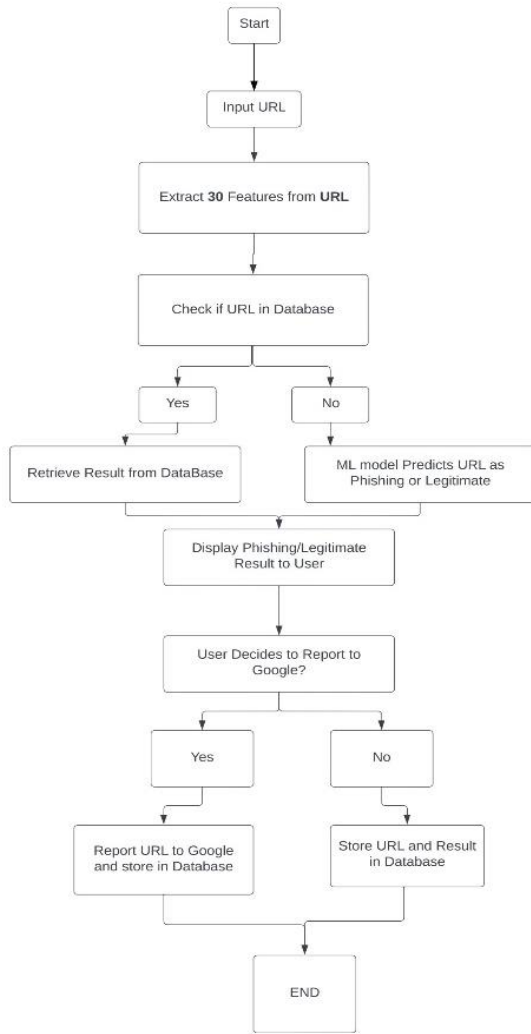 Start
Input URL
Extract 30 Features from URL
Check if URL in Database
Yes
No
Retrieve Result from DataBase
ML model Predicts URL as
Phishing or Legitimate
Display Phishing/Legitimate
Result to User
User Decides to Report to
Google?
Yes
No
Report URL to Google
and store in Database
Store URL and Result
in Database
END